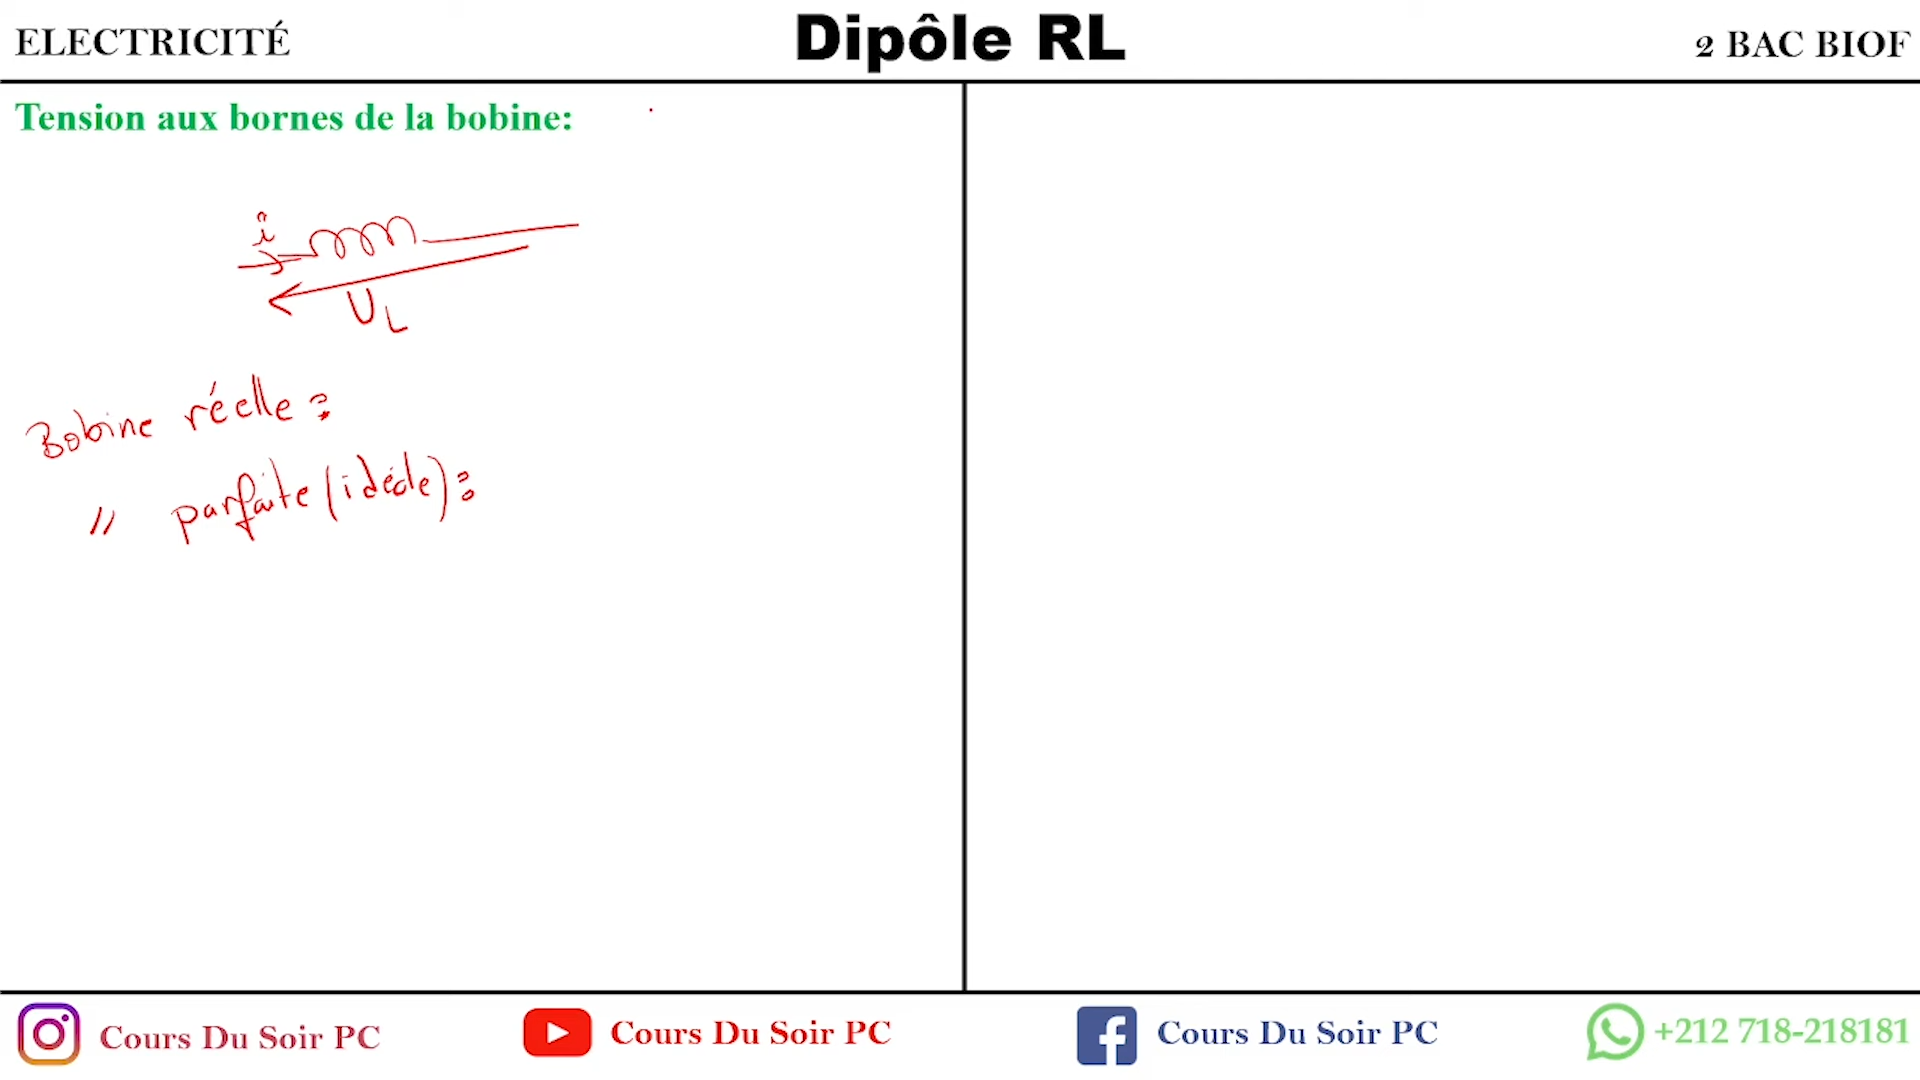 ELECTRICITÉ
Dipôle RL
2 BAC BIOF
Tension aux bornes de la bobine:
i
UL
Bobine réelle:
" parfaite (idéale):
Cours Du Soir PC
Cours Du Soir PC
Cours Du Soir PC
+212 718-218181